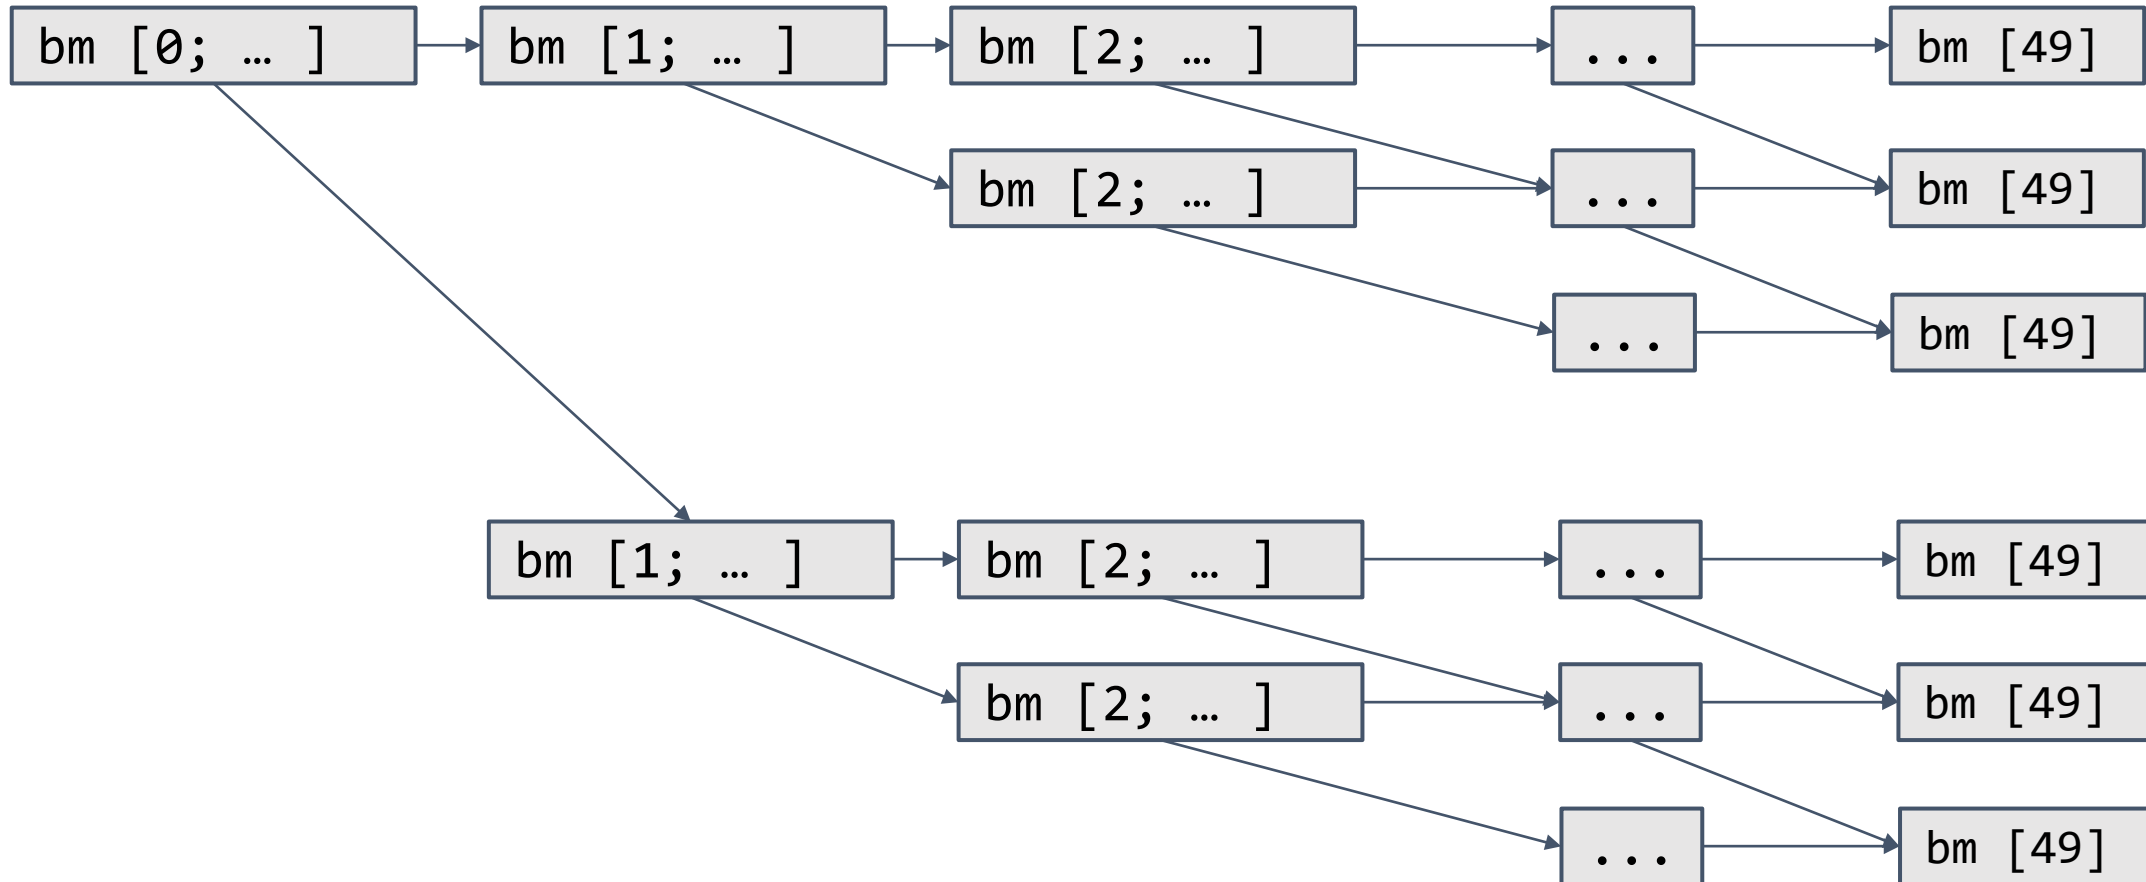 bm [0; … ] bm [1; … ] bm [2; … ] ... bm [49]
bm [2; … ] ... bm [49]
... bm [49]
bm [1; … ] bm [2; … ] ... bm [49]
bm [2; … ] ... bm [49]
... bm [49]